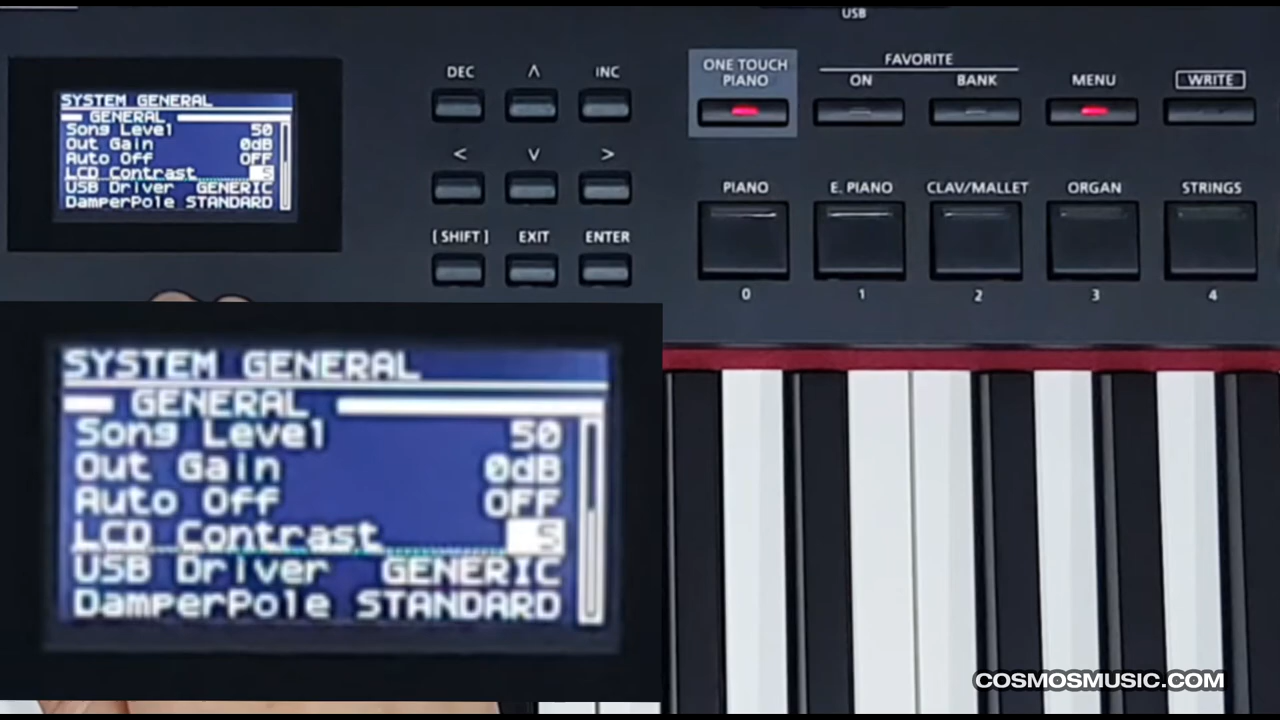 USB
SYSTEM GENERAL
GENERAL
Song Level 50
Out Gain 0dB
Auto Off OFF
LCD Contrast 5
USB Driver GENERIC
DamperPole STANDARD
DEC ∧ INC
< ∨ >
[SHIFT] EXIT ENTER
ONE TOUCH
PIANO
FAVORITE
ON BANK
MENU
WRITE
PIANO E. PIANO CLAV/MALLET ORGAN STRINGS
0 1 2 3 4
SYSTEM GENERAL
GENERAL
Song Level 50
Out Gain 0dB
Auto Off OFF
LCD Contrast 5
USB Driver GENERIC
DamperPole STANDARD
COSMOSMUSIC.COM